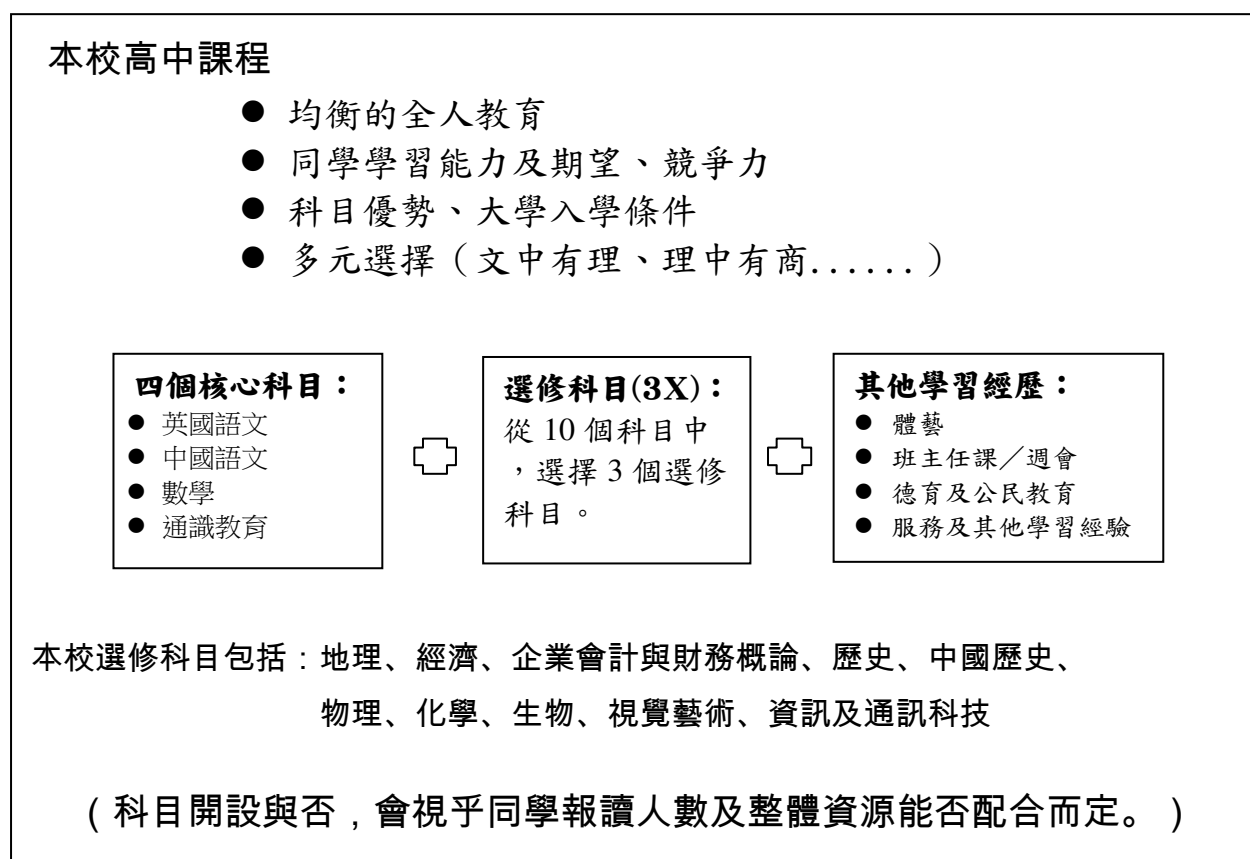 本校高中課程
● 均衡的全人教育
● 同學學習能力及期望、競爭力
● 科目優勢、大學入學條件
● 多元選擇（文中有理、理中有商......）
四個核心科目：
● 英國語文
● 中國語文
● 數學
● 通識教育
選修科目(3X)：
從 10 個科目中
，選擇 3 個選修
科目。
其他學習經歷：
● 體藝
● 班主任課／週會
● 德育及公民教育
● 服務及其他學習經驗
本校選修科目包括：地理、經濟、企業會計與財務概論、歷史、中國歷史、
物理、化學、生物、視覺藝術、資訊及通訊科技
（科目開設與否，會視乎同學報讀人數及整體資源能否配合而定。）